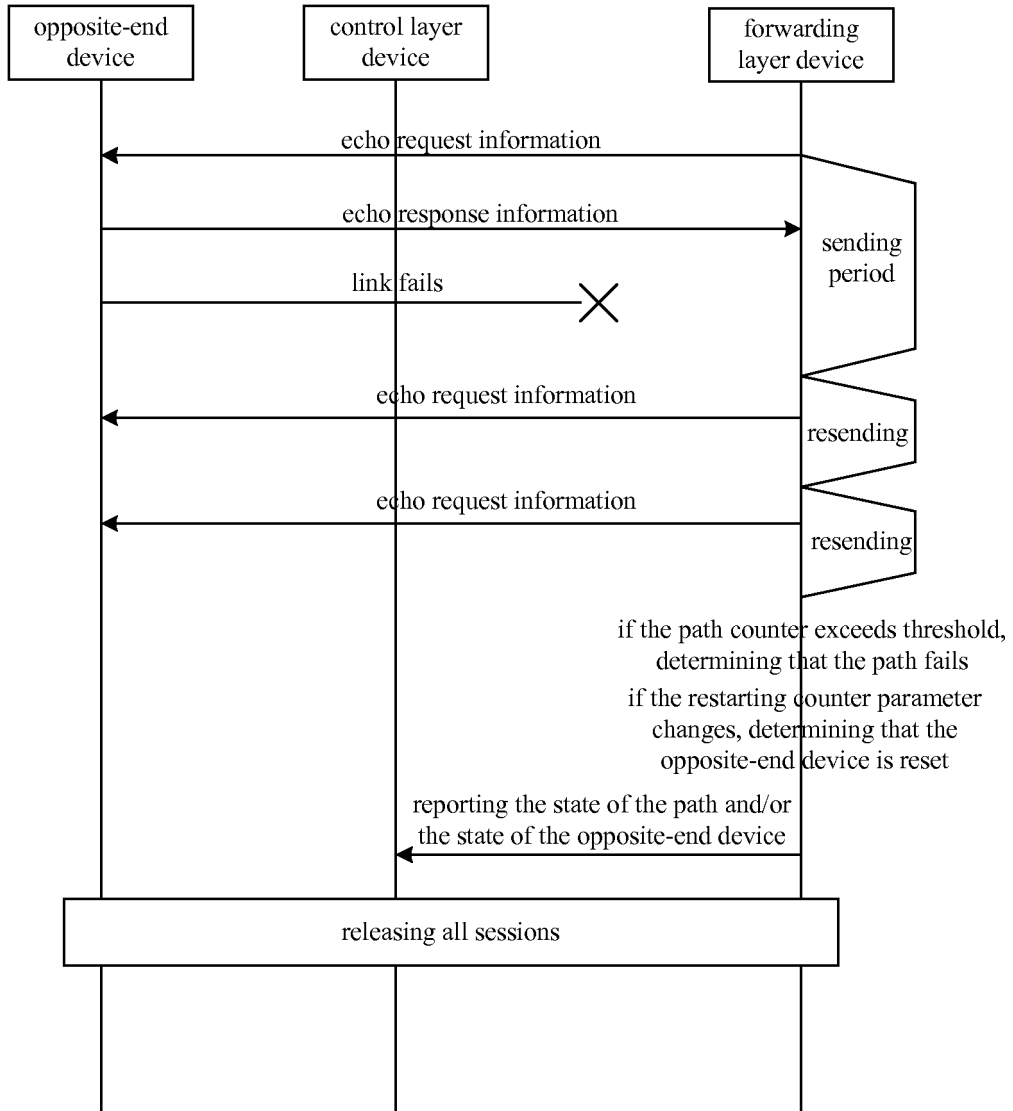 opposite-end
device
control layer
device
forwarding
layer device
echo request information
echo response information
sending
period
link fails
echo request information
resending
echo request information
resending
if the path counter exceeds threshold,
determining that the path fails
if the restarting counter parameter
changes, determining that the
opposite-end device is reset
reporting the state of the path and/or
the state of the opposite-end device
releasing all sessions